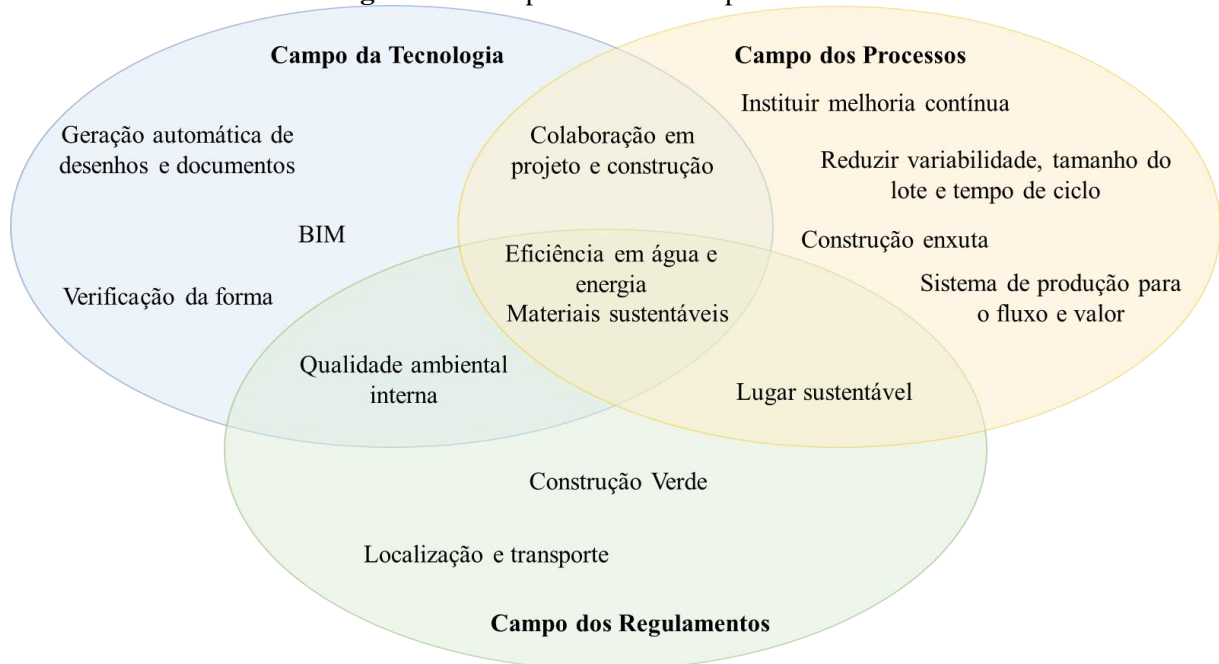 Campo da Tecnologia
Campo dos Processos
Instituir melhoria contínua
Geração automática de
desenhos e documentos
Colaboração em
projeto e construção
Reduzir variabilidade, tamanho do
lote e tempo de ciclo
BIM
Construção enxuta
Eficiência em água e
energia
Materiais sustentáveis
Verificação da forma
Sistema de produção para
o fluxo e valor
Qualidade ambiental
interna
Lugar sustentável
Construção Verde
Localização e transporte
Campo dos Regulamentos